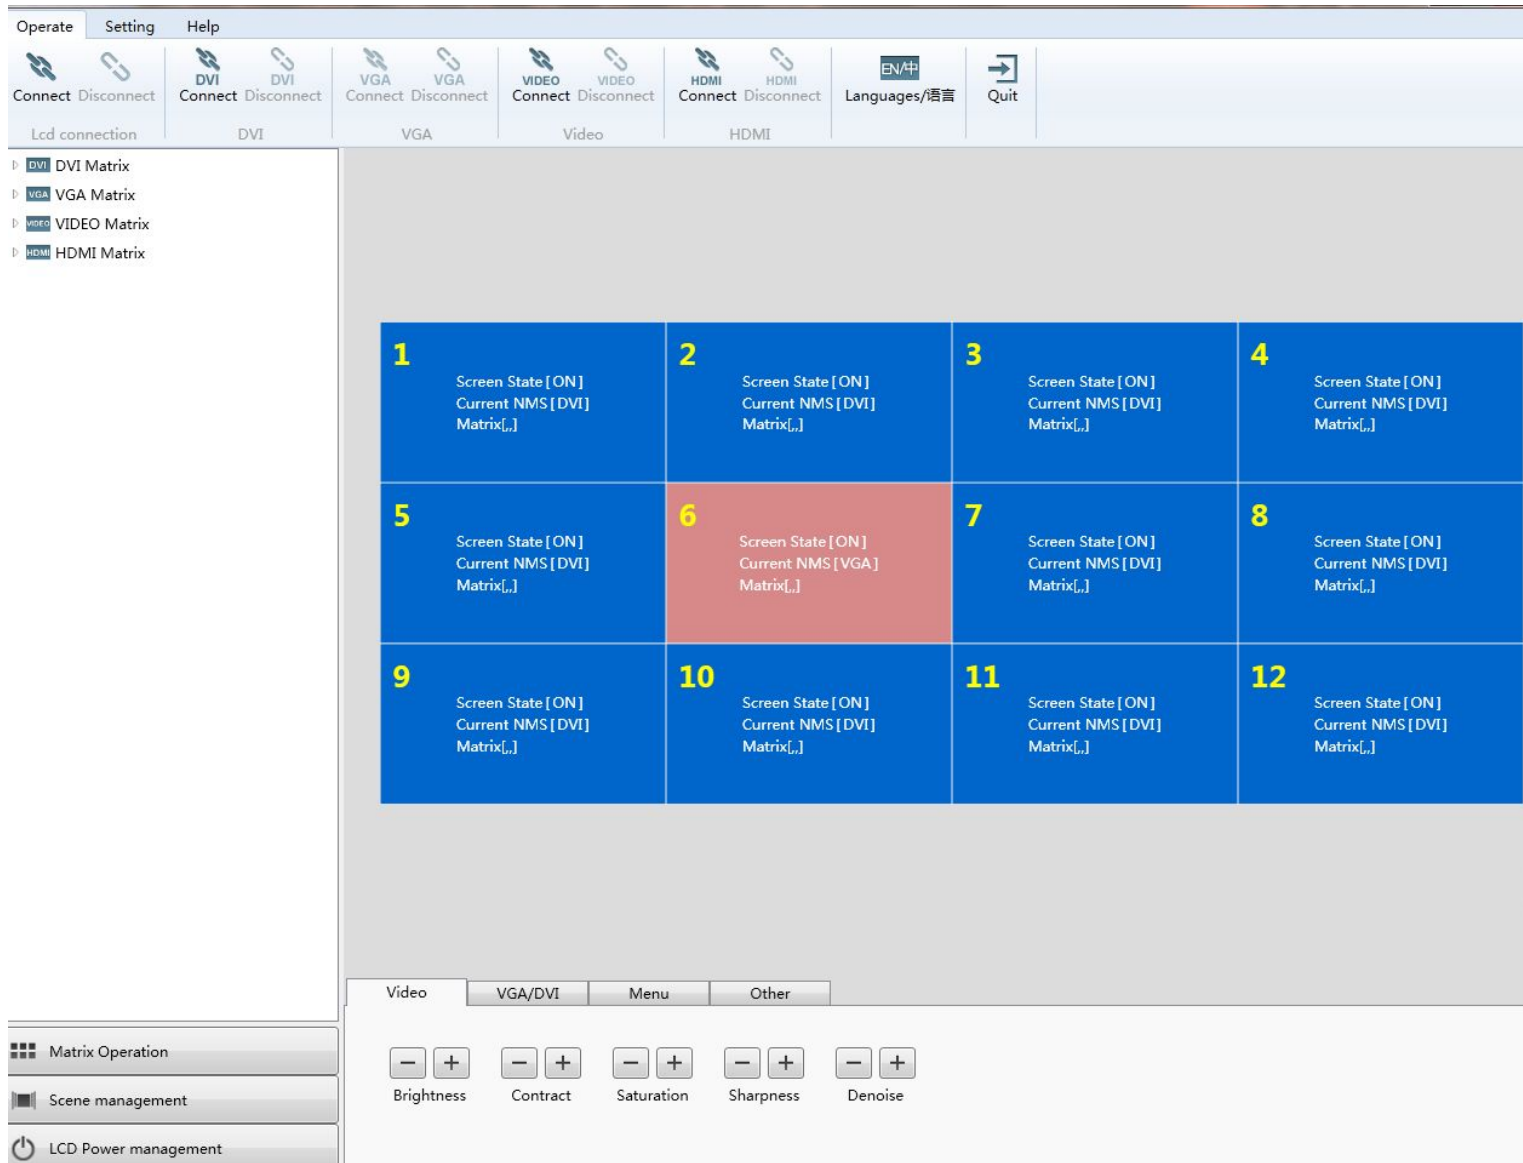 Operate Setting Help
DVI DVI VGA VGA VIDEO VIDEO HDMI HDMI EN/中
Connect Disconnect Connect Disconnect Connect Disconnect Connect Disconnect Connect Disconnect Languages/语言 Quit
Lcd connection DVI VGA Video HDMI
DVI DVI Matrix
VGA VGA Matrix
VIDEO VIDEO Matrix
HDMI HDMI Matrix
1 2 3 4
Screen State[ON] Screen State[ON] Screen State[ON] Screen State[ON]
Current NMS[DVI] Current NMS[DVI] Current NMS[DVI] Current NMS[DVI]
Matrix[,,] Matrix[,,] Matrix[,,] Matrix[,,]
5 6 7 8
Screen State[ON] Screen State[ON] Screen State[ON] Screen State[ON]
Current NMS[DVI] Current NMS[VGA] Current NMS[DVI] Current NMS[DVI]
Matrix[,,] Matrix[,,] Matrix[,,] Matrix[,,]
9 10 11 12
Screen State[ON] Screen State[ON] Screen State[ON] Screen State[ON]
Current NMS[DVI] Current NMS[DVI] Current NMS[DVI] Current NMS[DVI]
Matrix[,,] Matrix[,,] Matrix[,,] Matrix[,,]
Video VGA/DVI Menu Other
Matrix Operation
Scene management
LCD Power management
− + − + − + − + − +
Brightness Contract Saturation Sharpness Denoise